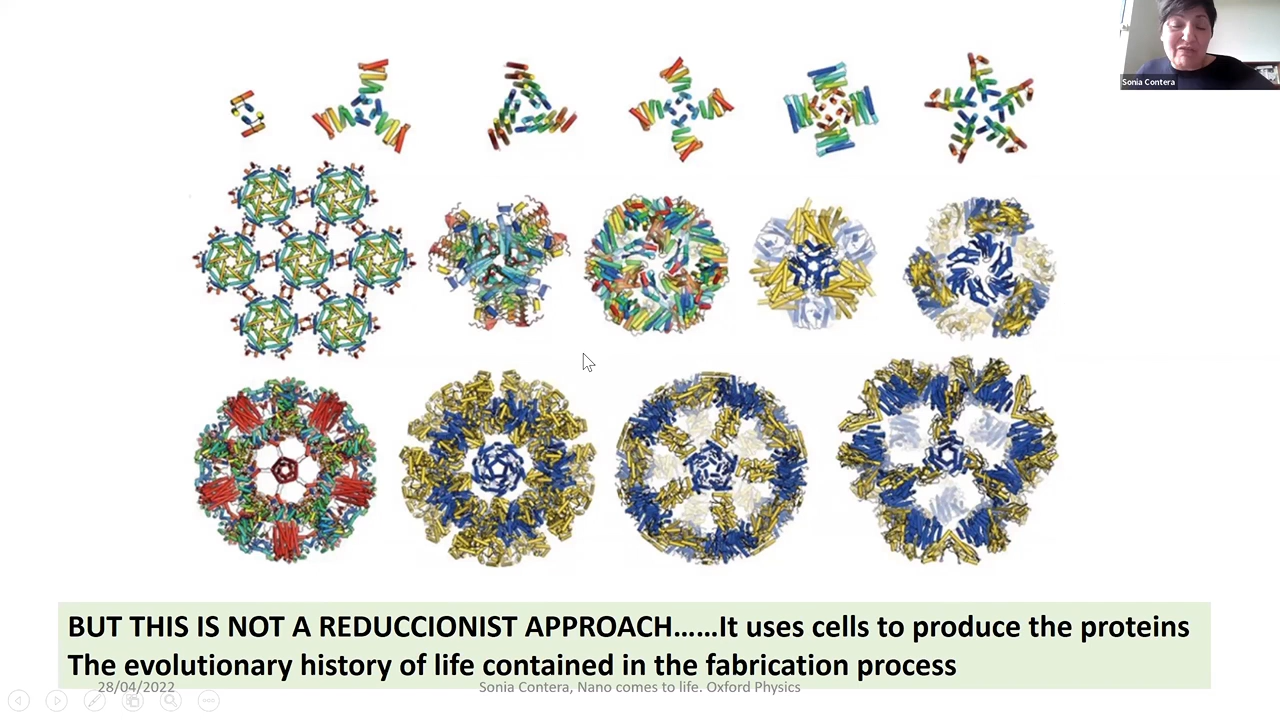 Sonia Contera
BUT THIS IS NOT A REDUCCIONIST APPROACH……It uses cells to produce the proteins
The evolutionary history of life contained in the fabrication process
28/04/2022
Sonia Contera, Nano comes to life. Oxford Physics